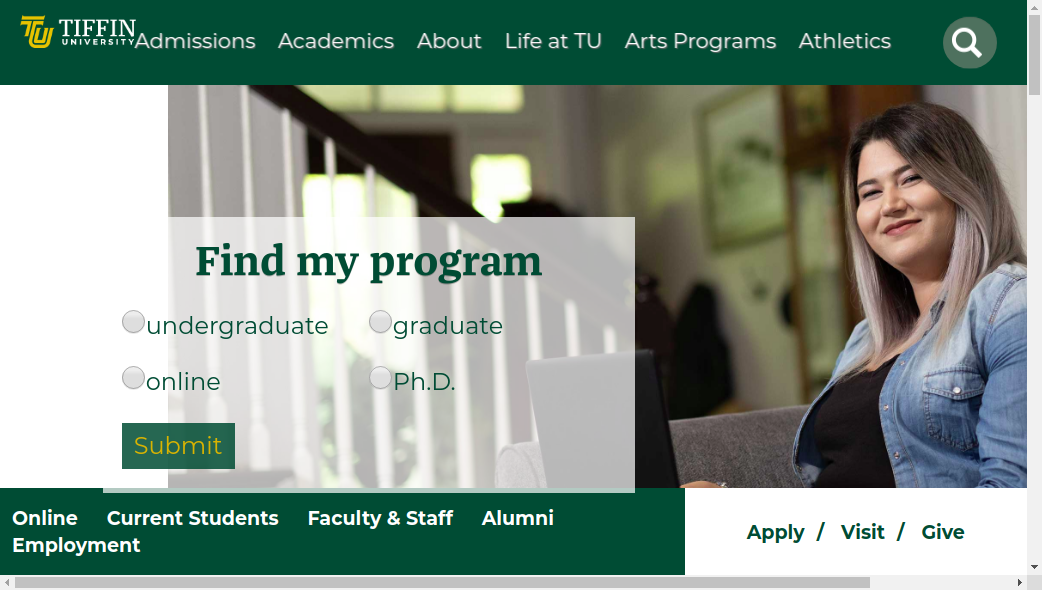 TIFFIN
UNIVERSITY
Admissions Academics About Life at TU Arts Programs Athletics
Find my program
undergraduate graduate
online Ph.D.
Submit
Online Current Students Faculty & Staff Alumni
Employment
Apply / Visit / Give